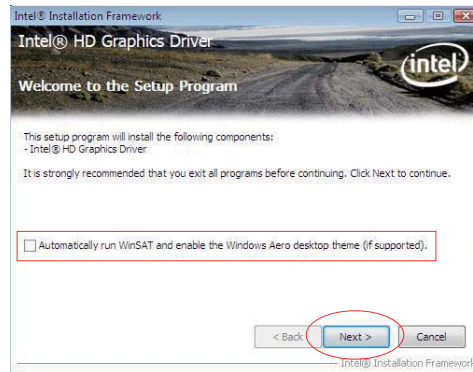 Intel® Installation Framework
Intel® HD Graphics Driver
intel
Welcome to the Setup Program
This setup program will install the following components:
- Intel® HD Graphics Driver
It is strongly recommended that you exit all programs before continuing. Click Next to continue.
Automatically run WinSAT and enable the Windows Aero desktop theme (if supported).
< Back
Next >
Cancel
Intel® Installation Framework